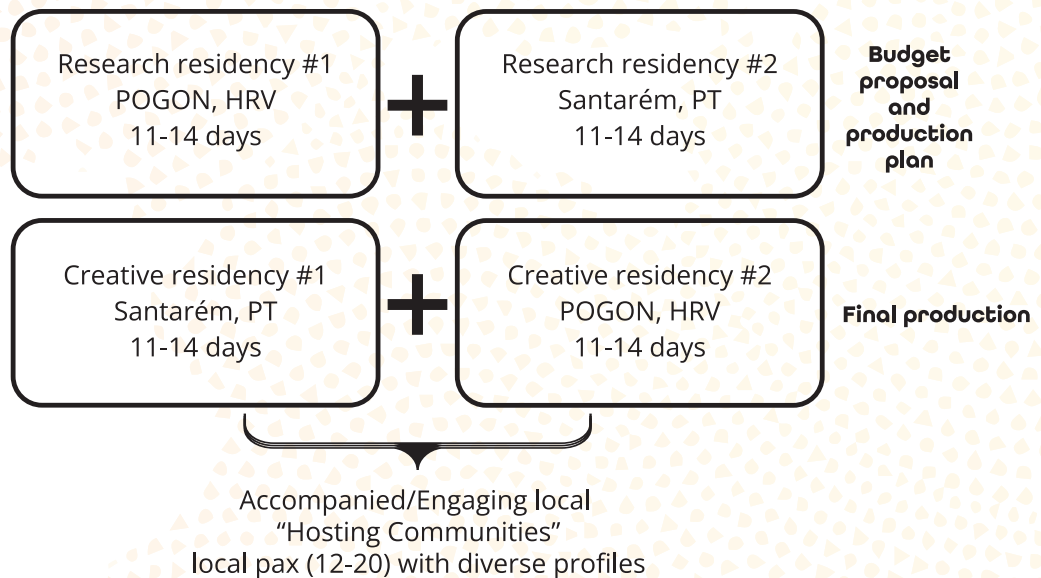 Research residency #1
POGON, HRV
11-14 days
+
Research residency #2
Santarém, PT
11-14 days
Budget
proposal
and
production
plan
Creative residency #1
Santarém, PT
11-14 days
+
Creative residency #2
POGON, HRV
11-14 days
Final production
Accompanied/Engaging local
“Hosting Communities”
local pax (12-20) with diverse profiles